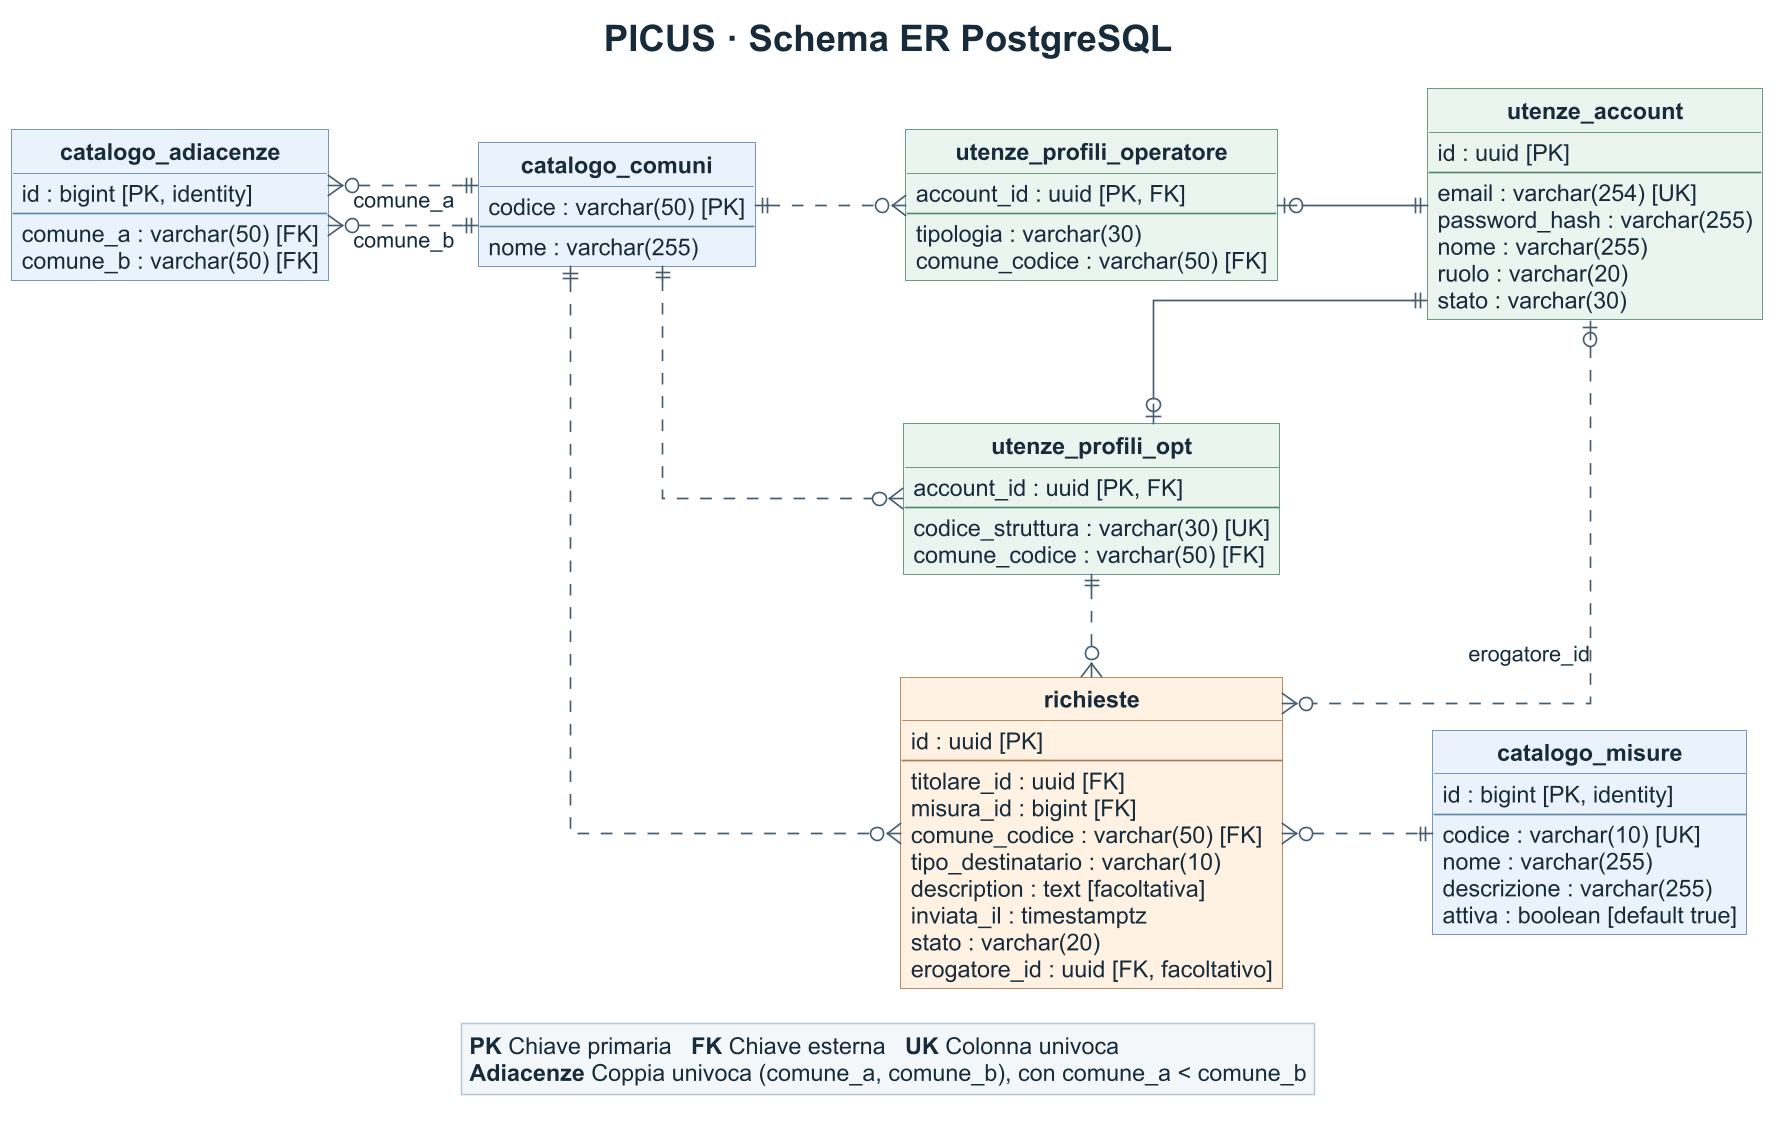 PICUS · Schema ER PostgreSQL
catalogo_adiacenze
id : bigint [PK, identity]
comune_a : varchar(50) [FK]
comune_b : varchar(50) [FK]
comune_a
comune_b
catalogo_comuni
codice : varchar(50) [PK]
nome : varchar(255)
utenze_profili_operatore
account_id : uuid [PK, FK]
tipologia : varchar(30)
comune_codice : varchar(50) [FK]
utenze_account
id : uuid [PK]
email : varchar(254) [UK]
password_hash : varchar(255)
nome : varchar(255)
ruolo : varchar(20)
stato : varchar(30)
utenze_profili_opt
account_id : uuid [PK, FK]
codice_struttura : varchar(30) [UK]
comune_codice : varchar(50) [FK]
erogatore_id
richieste
id : uuid [PK]
titolare_id : uuid [FK]
misura_id : bigint [FK]
comune_codice : varchar(50) [FK]
tipo_destinatario : varchar(10)
description : text [facoltativa]
inviata_il : timestamptz
stato : varchar(20)
erogatore_id : uuid [FK, facoltativo]
catalogo_misure
id : bigint [PK, identity]
codice : varchar(10) [UK]
nome : varchar(255)
descrizione : varchar(255)
attiva : boolean [default true]
PK Chiave primaria FK Chiave esterna UK Colonna univoca
Adiacenze Coppia univoca (comune_a, comune_b), con comune_a < comune_b